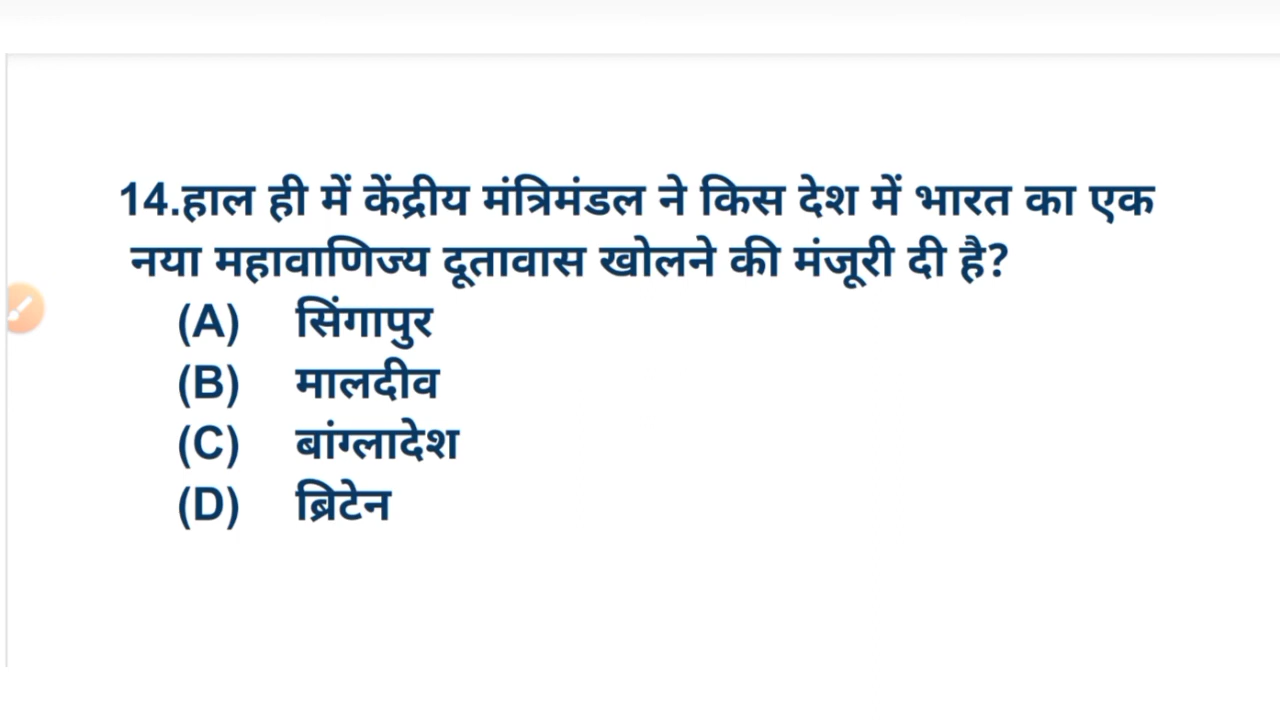 14.हाल ही में केंद्रीय मंत्रिमंडल ने किस देश में भारत का एक
नया महावाणिज्य दूतावास खोलने की मंजूरी दी है?
(A) सिंगापुर
(B) मालदीव
(C) बांग्लादेश
(D) ब्रिटेन